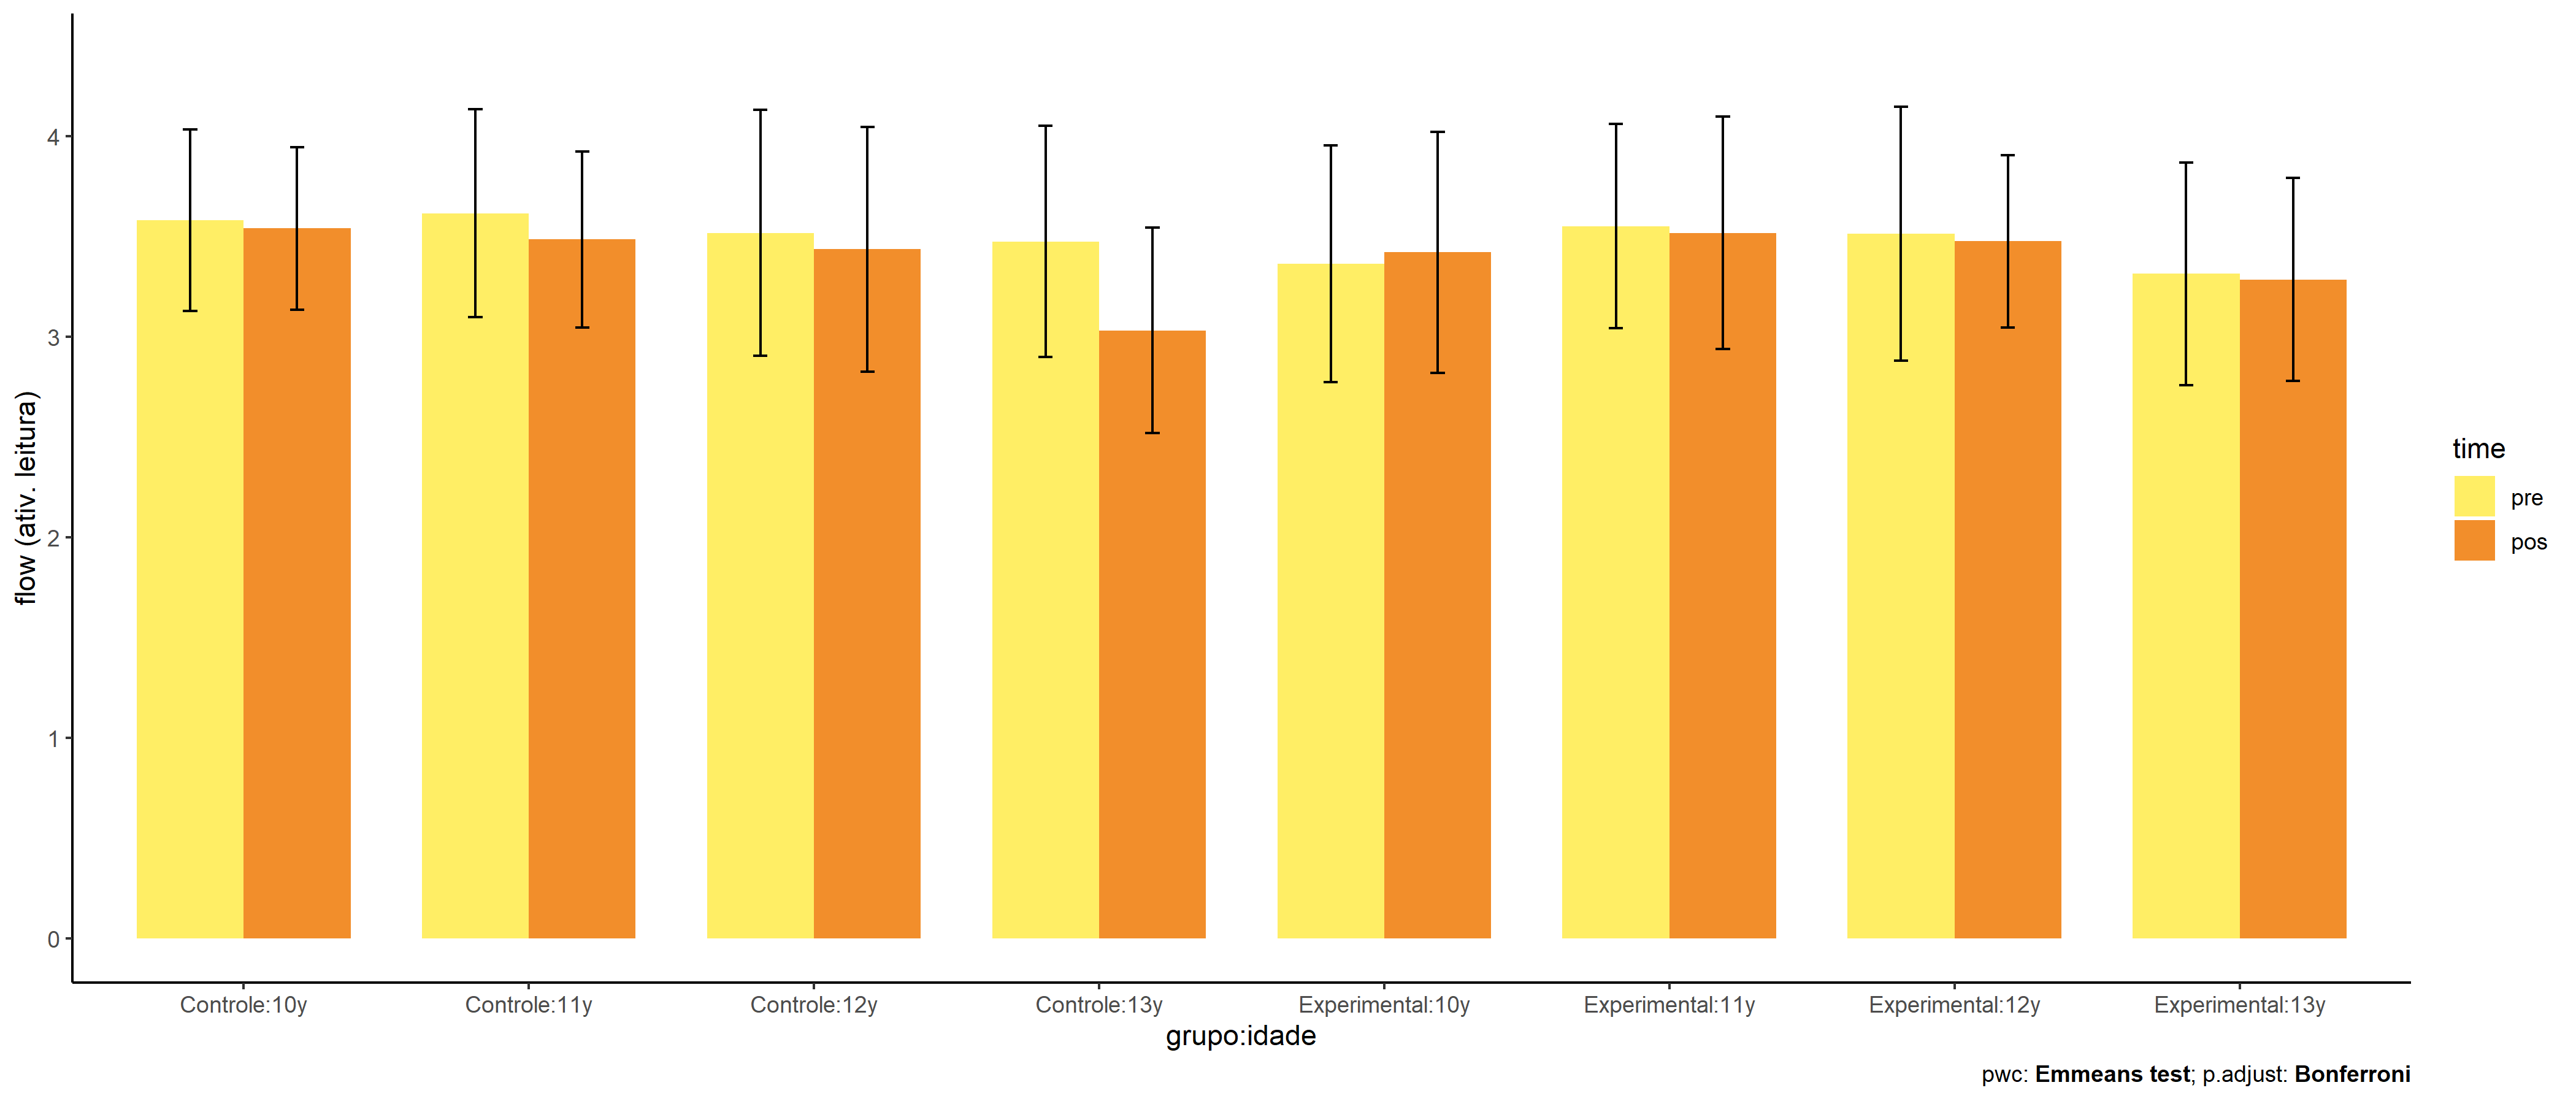 flow (ativ. leitura)
4
3
2
1
0
Controle:10y
Controle:11y
Controle:12y
Controle:13y
Experimental:10y
Experimental:11y
Experimental:12y
Experimental:13y
grupo:idade
time
pre
pos
pwc: Emmeans test; p.adjust: Bonferroni